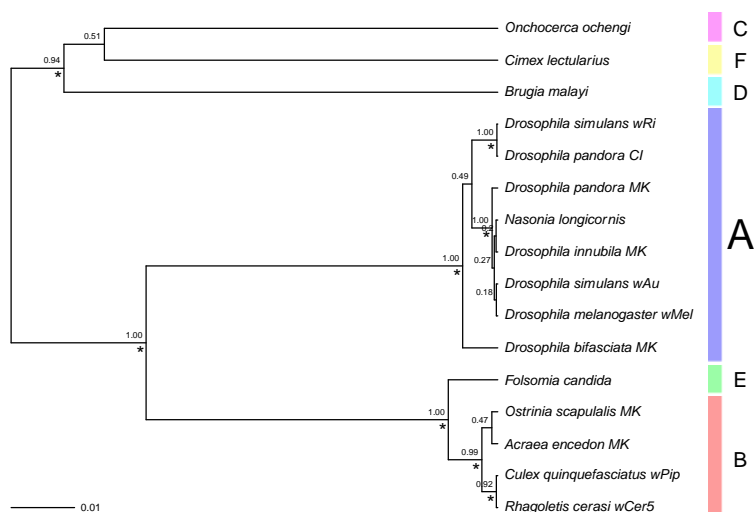 Onchocerca ochengi
C
0.51
0.94
*
Cimex lectularius
F
Brugia malayi
D
Drosophila simulans wRi
1.00
*
Drosophila pandora CI
0.49
Drosophila pandora MK
1.00
*
Nasonia longicornis
A
Drosophila innubila MK
0.27
1.00
*
Drosophila simulans wAu
0.18
Drosophila melanogaster wMel
1.00
*
Drosophila bifasciata MK
Folsomia candida
E
1.00
*
Ostrinia scapulalis MK
0.47
Acraea encedon MK
0.99
*
B
Culex quinquefasciatus wPip
0.92
*
Rhagoletis cerasi wCer5
0.01